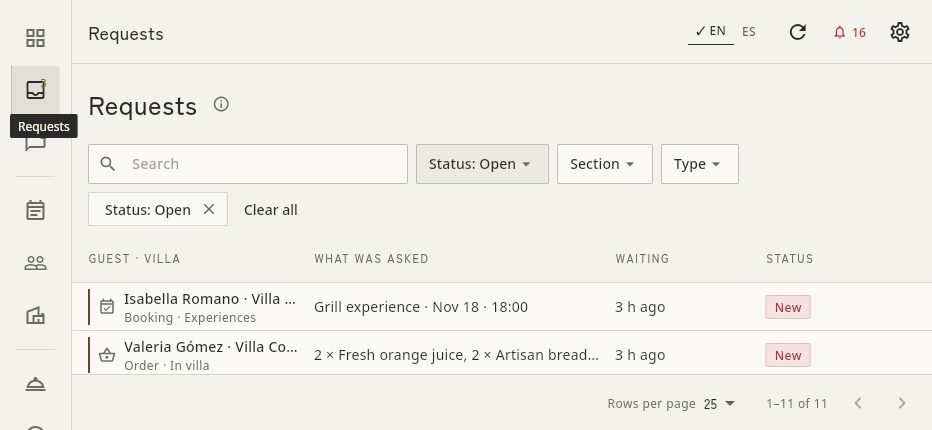 Requests
✓ EN ES
16
3
Requests
Requests
Search
Status: Open
Section
Type
Status: Open
Clear all
GUEST · VILLA
WHAT WAS ASKED
WAITING
STATUS
Isabella Romano · Villa ...
Booking · Experiences
Grill experience · Nov 18 · 18:00
3 h ago
New
Valeria Gómez · Villa Co...
Order · In villa
2 × Fresh orange juice, 2 × Artisan bread...
3 h ago
New
Rows per page 25
1–11 of 11